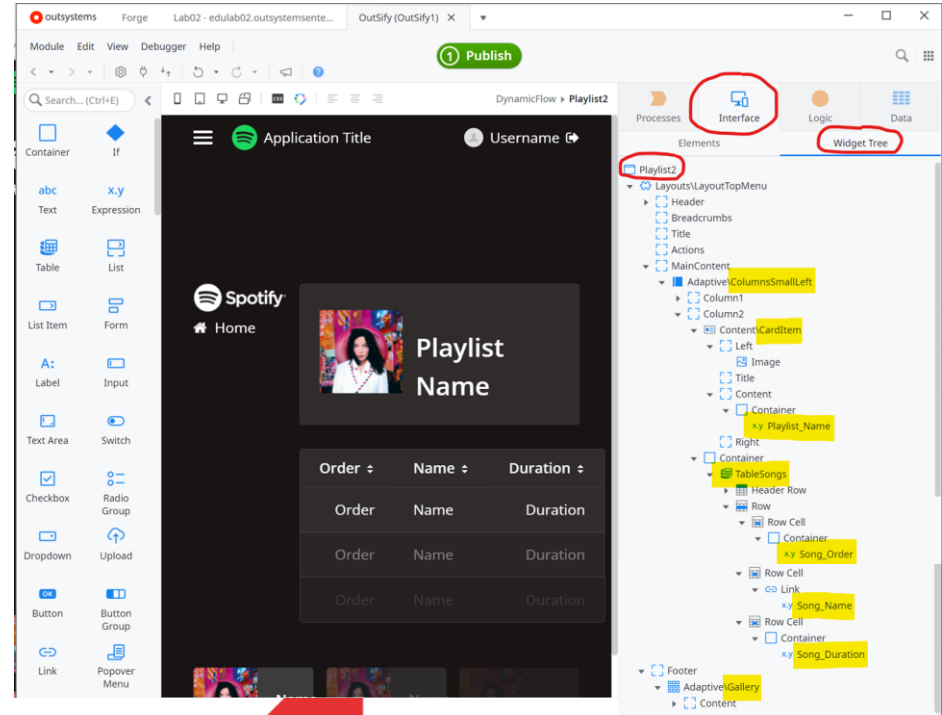 outsystems Forge Lab02 - edulab02.outsystemsente... OutSify (OutSify1)
Module Edit View Debugger Help
1 Publish
Search... (Ctrl+E)
css
DynamicFlow Playlist2
Container If
abc x.y
Text Expression
Table List
List Item Form
A:
Label Input
Text Area Switch
Checkbox Radio Group
Dropdown Upload
OK
Button Button Group
Link Popover Menu
Application Title Username
Spotify
Home
Playlist
Name
Order Name Duration
Order Name Duration
Order Name Duration
Order Name Duration
Name
Processes Interface Logic Data
Elements Widget Tree
Playlist2
Layouts\LayoutTopMenu
Header
Breadcrumbs
Title
Actions
MainContent
Adaptive\ColumnsSmallLeft
Column1
Column2
Content\CardItem
Left
Image
Title
Content
Container
x.y Playlist_Name
Right
Container
TableSongs
Header Row
Row
Row Cell
Container
x.y Song_Order
Row Cell
Link
x.y Song_Name
Row Cell
Container
x.y Song_Duration
Footer
Adaptive\Gallery
Content